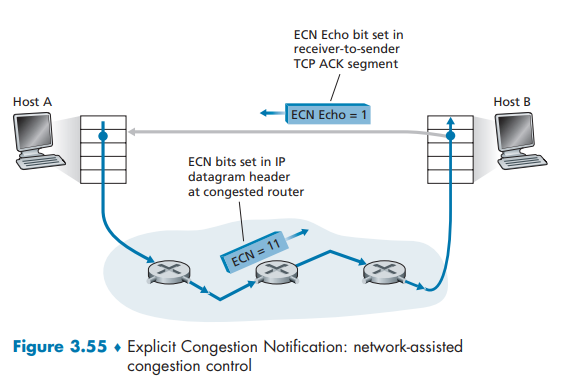 ECN Echo bit set in
receiver-to-sender
TCP ACK segment
Host A
Host B
ECN Echo = 1
ECN bits set in IP
datagram header
at congested router
ECN = 11
Figure 3.55 ♦ Explicit Congestion Notification: network-assisted
congestion control